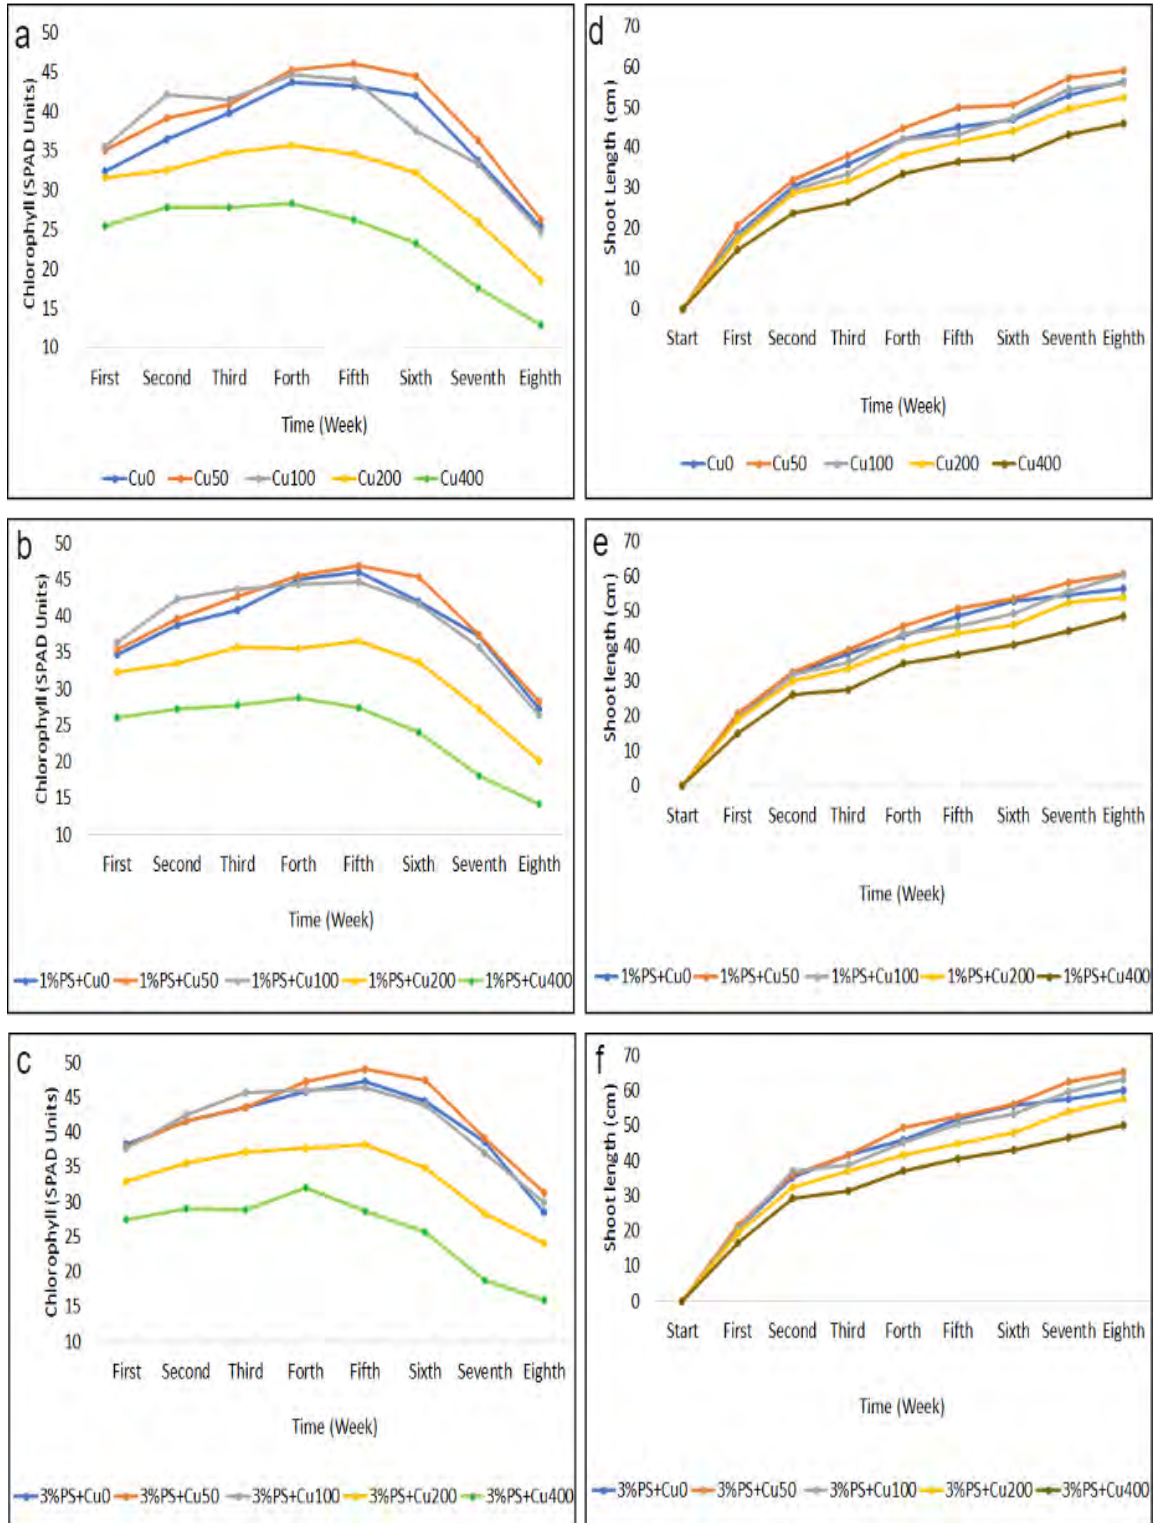 a
50
45
40
35
30
25
20
15
10
Chlorophyll (SPAD Units)
First Second Third Forth Fifth Sixth Seventh Eighth
Time (Week)
Cu0 Cu50 Cu100 Cu200 Cu400
d
70
60
50
40
30
20
10
0
Shoot Length (cm)
Start First Second Third Forth Fifth Sixth Seventh Eighth
Time (Week)
Cu0 Cu50 Cu100 Cu200 Cu400
b
50
45
40
35
30
25
20
15
10
Chlorophyll (SPAD Units)
First Second Third Forth Fifth Sixth Seventh Eighth
Time (Week)
1%PS+Cu0 1%PS+Cu50 1%PS+Cu100 1%PS+Cu200 1%PS+Cu400
e
70
60
50
40
30
20
10
0
Shoot length (cm)
Start First Second Third Forth Fifth Sixth Seventh Eighth
Time (Week)
1%PS+Cu0 1%PS+Cu50 1%PS+Cu100 1%PS+Cu200 1%PS+Cu400
c
50
45
40
35
30
25
20
15
10
Chlorophyll (SPAD Units)
First Second Third Forth Fifth Sixth Seventh Eighth
Time (Week)
3%PS+Cu0 3%PS+Cu50 3%PS+Cu100 3%PS+Cu200 3%PS+Cu400
f
70
60
50
40
30
20
10
0
Shoot length (cm)
Start First Second Third Forth Fifth Sixth Seventh Eighth
Time (Week)
3%PS+Cu0 3%PS+Cu50 3%PS+Cu100 3%PS+Cu200 3%PS+Cu400